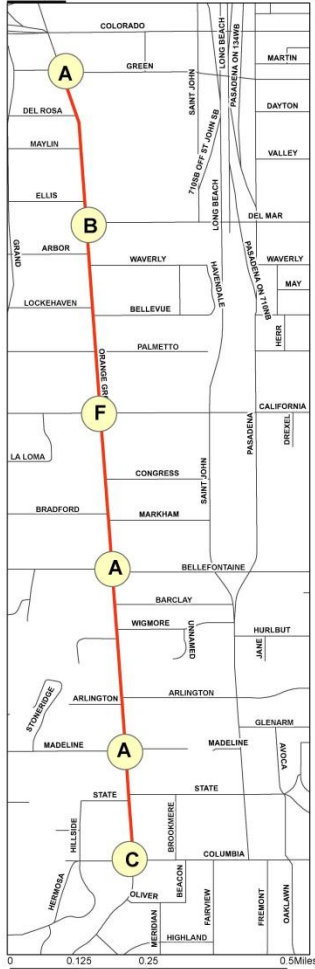 COLORADO
LONG BEACH
PASADENA ON 134WB
A
GREEN
MARTIN
SAINT JOHN
DEL ROSA
DAYTON
MAYLIN
VALLEY
710SB OFF ST JOHN SB
ELLIS
LONG BEACH
B
DEL MAR
GRAND
ARBOR
WAVERLY
HAVENDALE
PASADENA ON 710NB
WAVERLY
MAY
LOCKEHAVEN
BELLEVUE
HERR
ORANGE GR
PALMETTO
F
CALIFORNIA
PASADENA
DREXEL
LA LOMA
CONGRESS
SAINT JOHN
BRADFORD
MARKHAM
A
BELLEFONTAINE
BARCLAY
WIGMORE
UNNAMED
HURLBUT
JANE
STONERIDGE
ARLINGTON
ARLINGTON
GLENARM
MADELINE
A
MADELINE
AVOCA
STATE
STATE
HILLSIDE
BROOKMERE
C
COLUMBIA
HERMOSA
OLIVER
BEACON
MERIDIAN
FAIRVIEW
FREMONT
OAKLAWN
HIGHLAND
0 0.125 0.25 0.5Miles